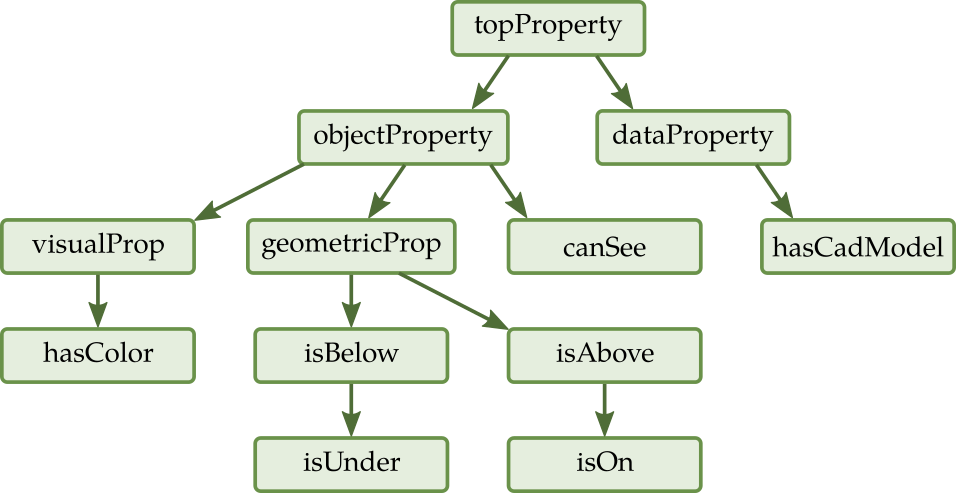 topProperty
objectProperty
dataProperty
visualProp
geometricProp
canSee
hasCadModel
hasColor
isBelow
isAbove
isUnder
isOn